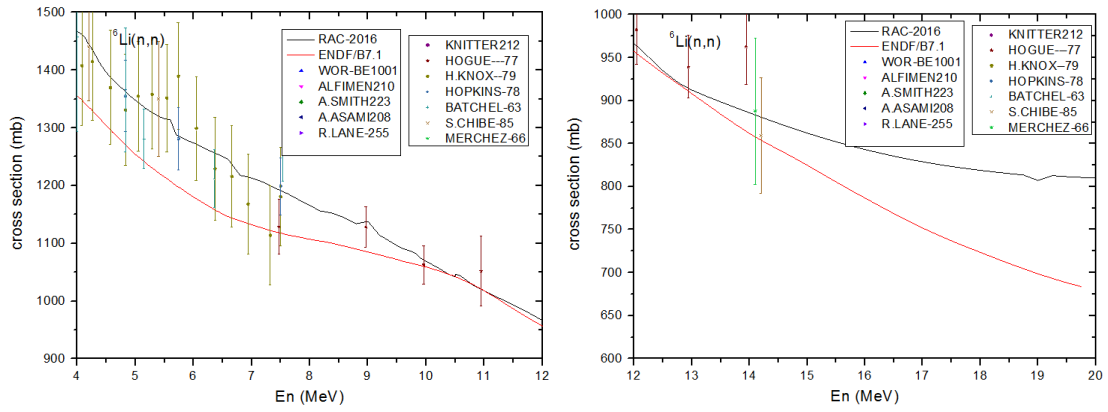 1500
1400
1300
1200
1100
1000
900
4 5 6 7 8 9 10 11 12
cross section (mb)
En (MeV)
⁶Li(n,n)
RAC-2016
ENDF/B7.1
WOR-BE1001
ALFIMEN210
A.SMITH223
A.ASAMI208
R.LANE-255
KNITTER212
HOGUE---77
H.KNOX--79
HOPKINS-78
BATCHEL-63
S.CHIBE-85
MERCHEZ-66
1000
950
900
850
800
750
700
650
600
12 13 14 15 16 17 18 19 20
cross section (mb)
En (MeV)
⁶Li(n,n)
RAC-2016
ENDF/B7.1
WOR-BE1001
ALFIMEN210
A.SMITH223
A.ASAMI208
R.LANE-255
KNITTER212
HOGUE---77
H.KNOX--79
HOPKINS-78
BATCHEL-63
S.CHIBE-85
MERCHEZ-66